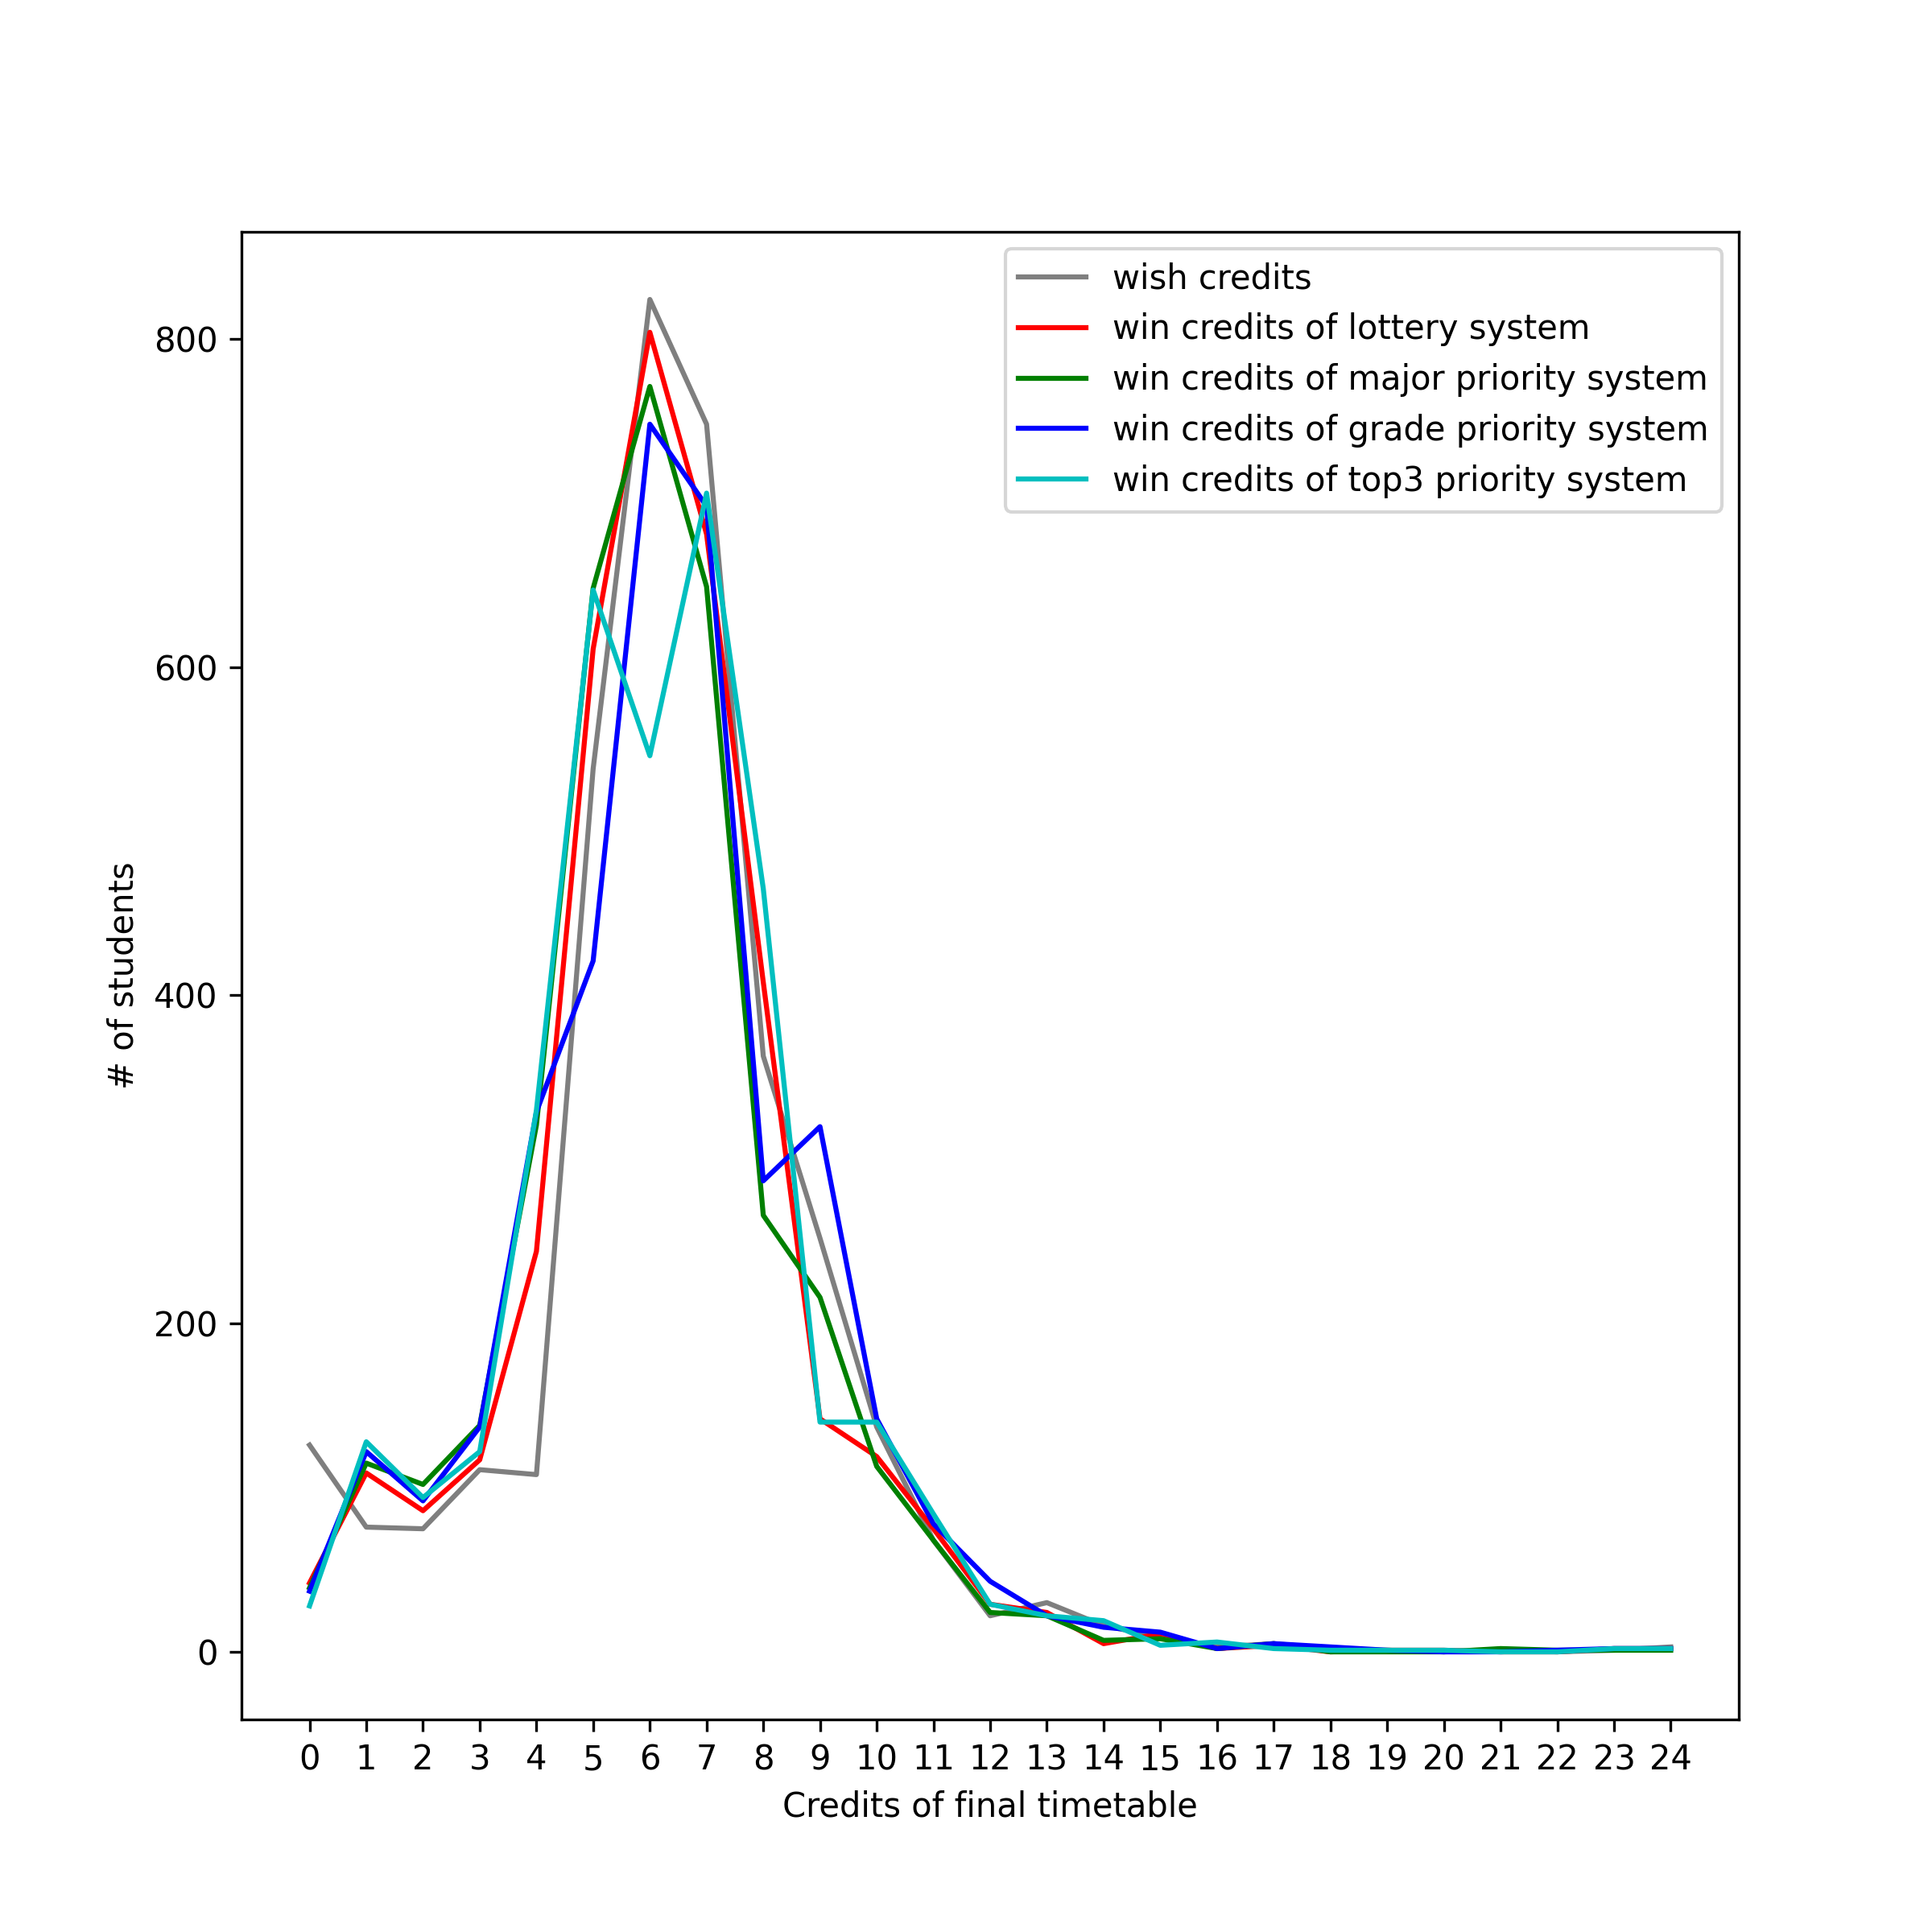 wish credits
win credits of lottery system
win credits of major priority system
win credits of grade priority system
win credits of top3 priority system
800
600
400
200
0
# of students
0 1 2 3 4 5 6 7 8 9 10 11 12 13 14 15 16 17 18 19 20 21 22 23 24
Credits of final timetable